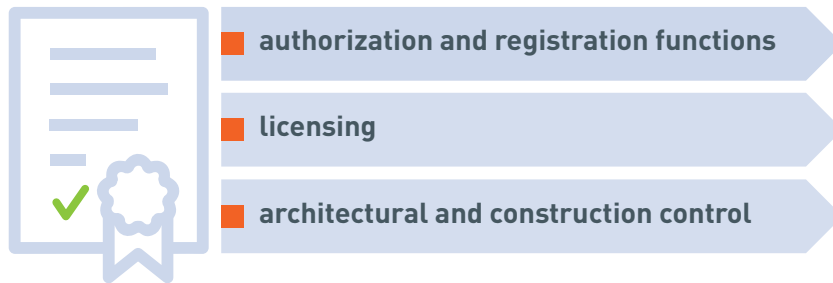 authorization and registration functions
licensing
architectural and construction control